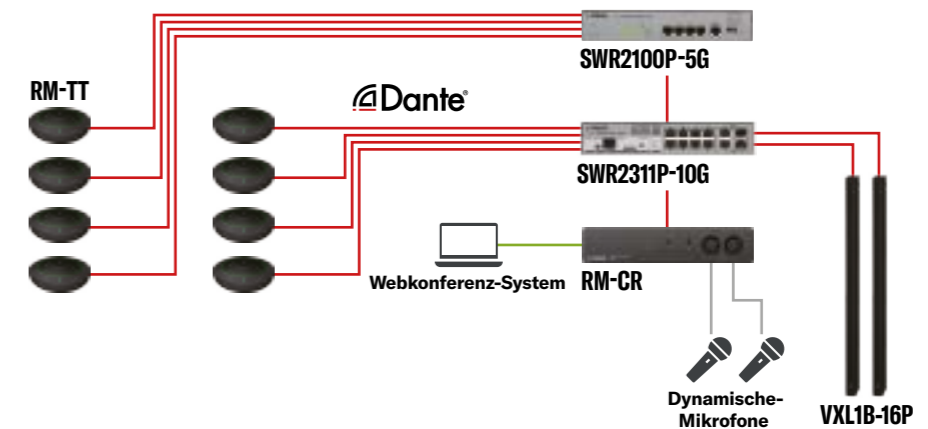 SWR2100P-5G
RM-TT
Dante®
SWR2311P-10G
Webkonferenz-System
RM-CR
Dynamische-
Mikrofone
VXL1B-16P